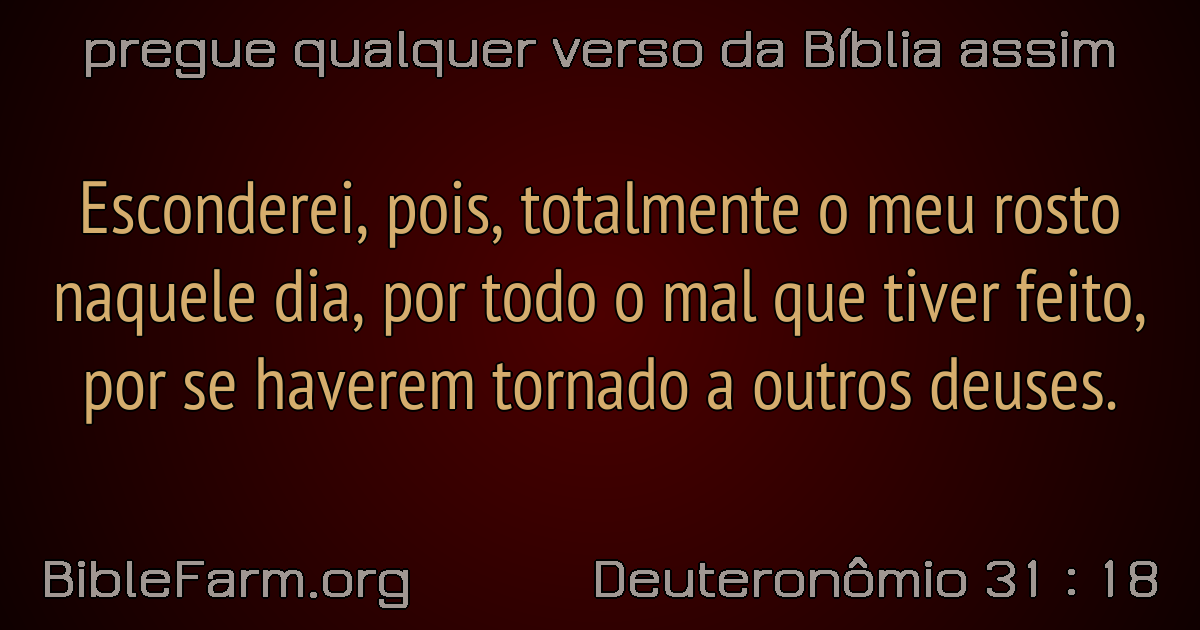 pregue qualquer verso da Bíblia assim
Esconderei, pois, totalmente o meu rosto
naquele dia, por todo o mal que tiver feito,
por se haverem tornado a outros deuses.
BibleFarm.org
Deuteronômio 31 : 18